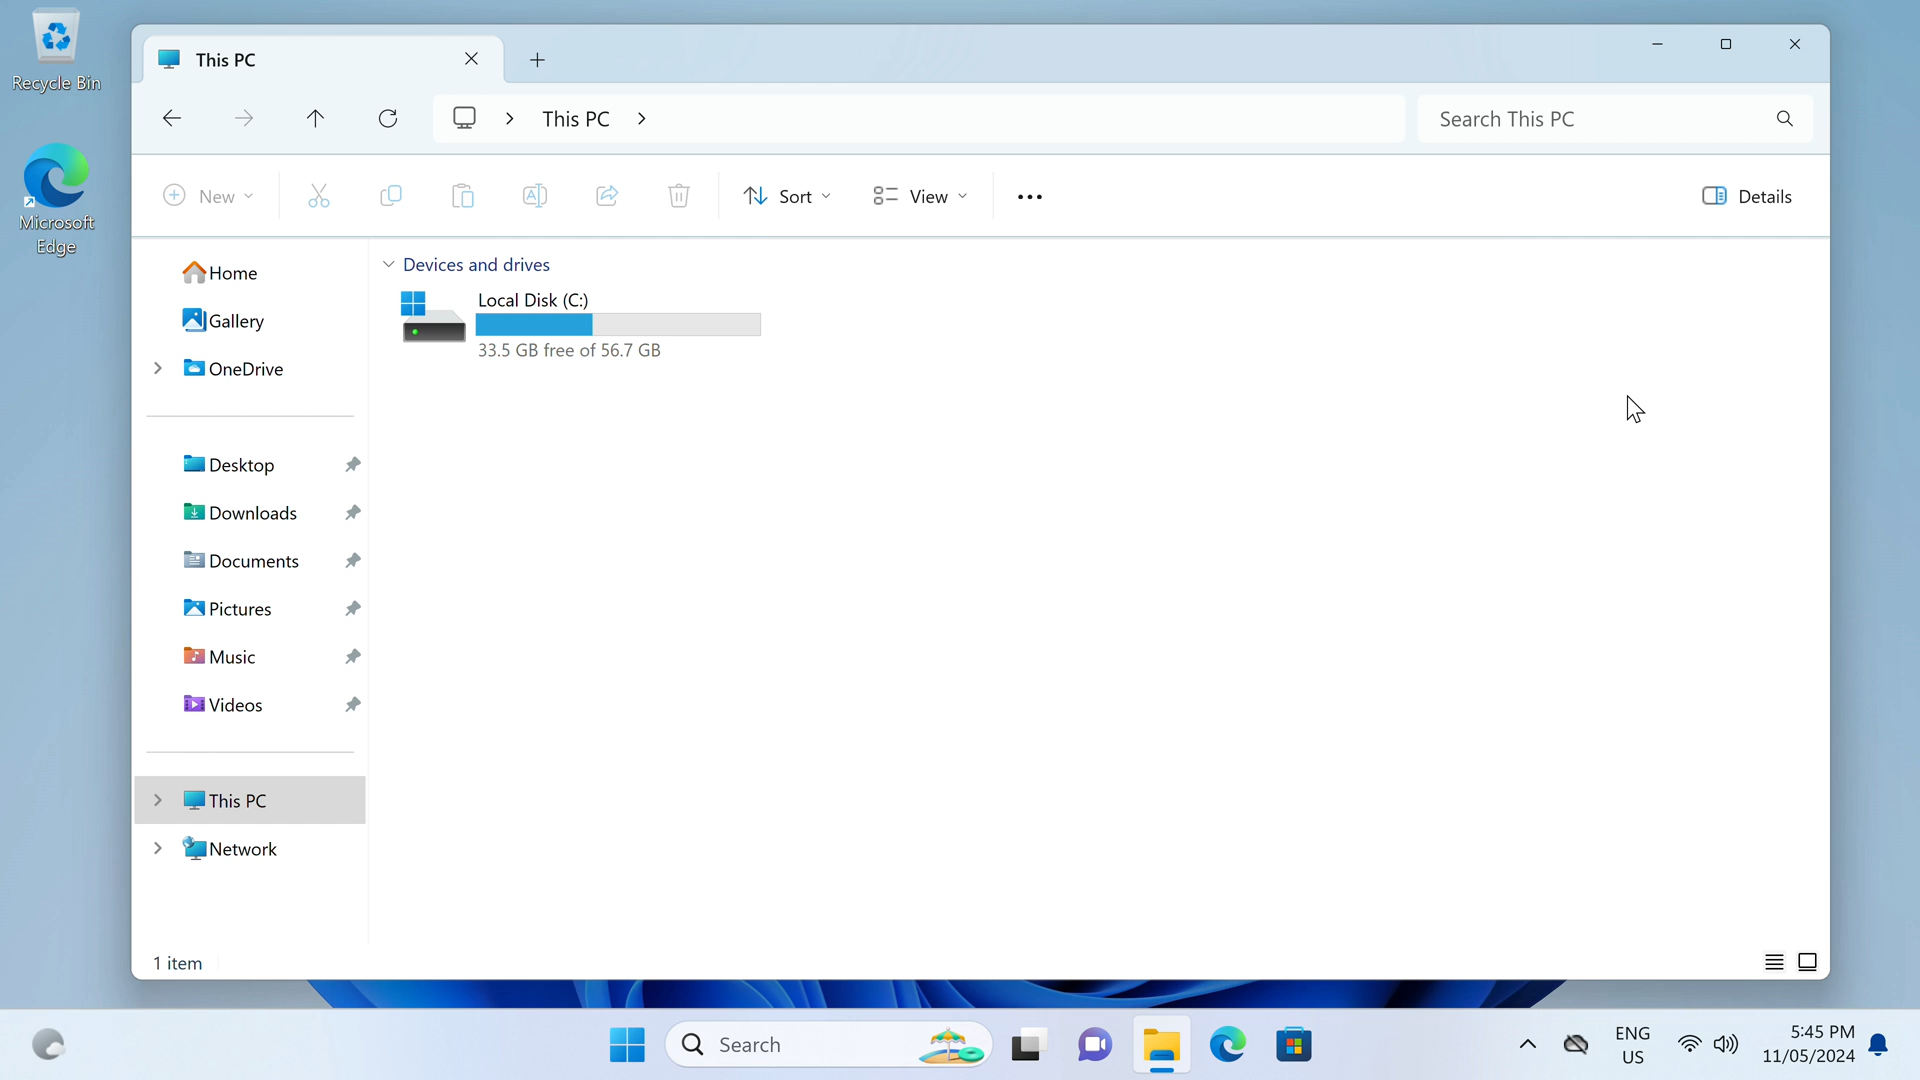 Recycle Bin
Microsoft
Edge
This PC
This PC
Search This PC
New
Sort
View
Details
Home
Gallery
OneDrive
Desktop
Downloads
Documents
Pictures
Music
Videos
This PC
Network
Devices and drives
Local Disk (C:)
33.5 GB free of 56.7 GB
1 item
Search
ENG
US
5:45 PM
11/05/2024